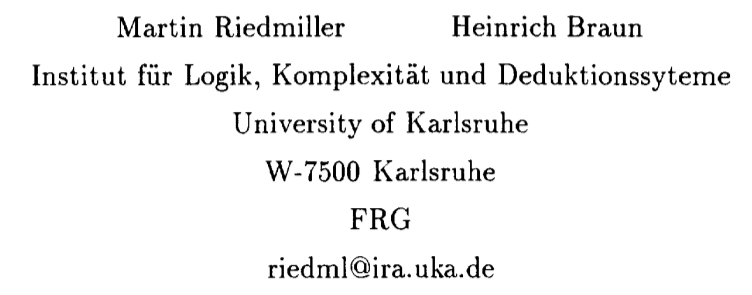 Martin Riedmiller Heinrich Braun
Institut für Logik, Komplexität und Deduktionssyteme
University of Karlsruhe
W-7500 Karlsruhe
FRG
riedml@ira.uka.de